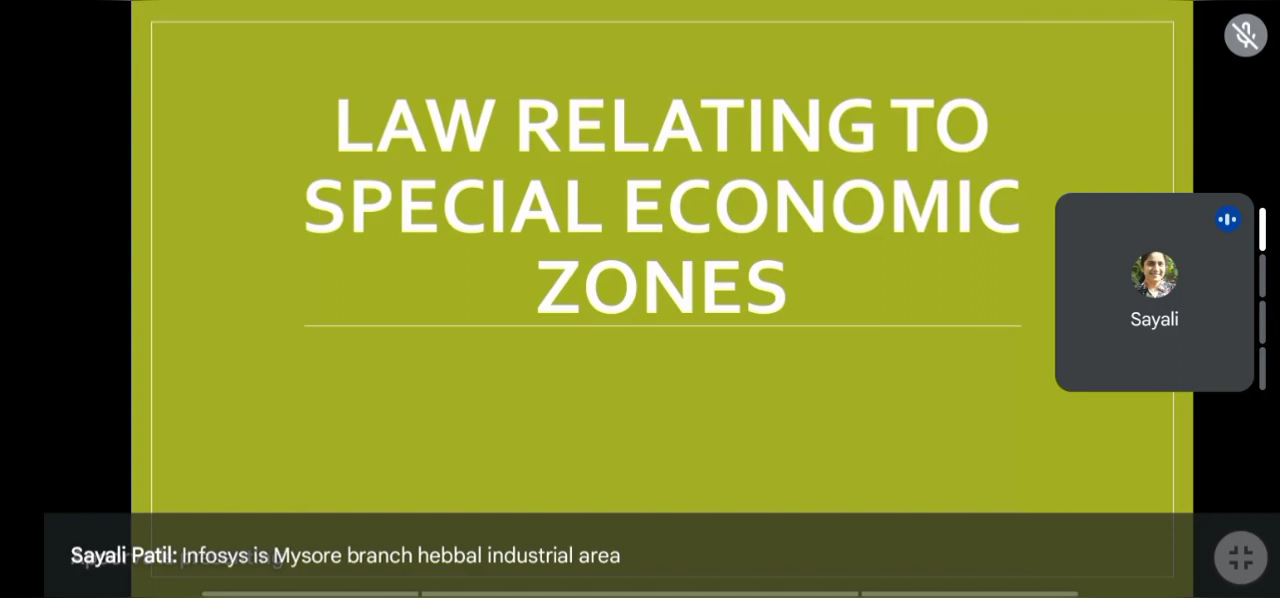 LAW RELATING TO
SPECIAL ECONOMIC
ZONES
Sayali
Sayali Patil: Infosys is Mysore branch hebbal industrial area